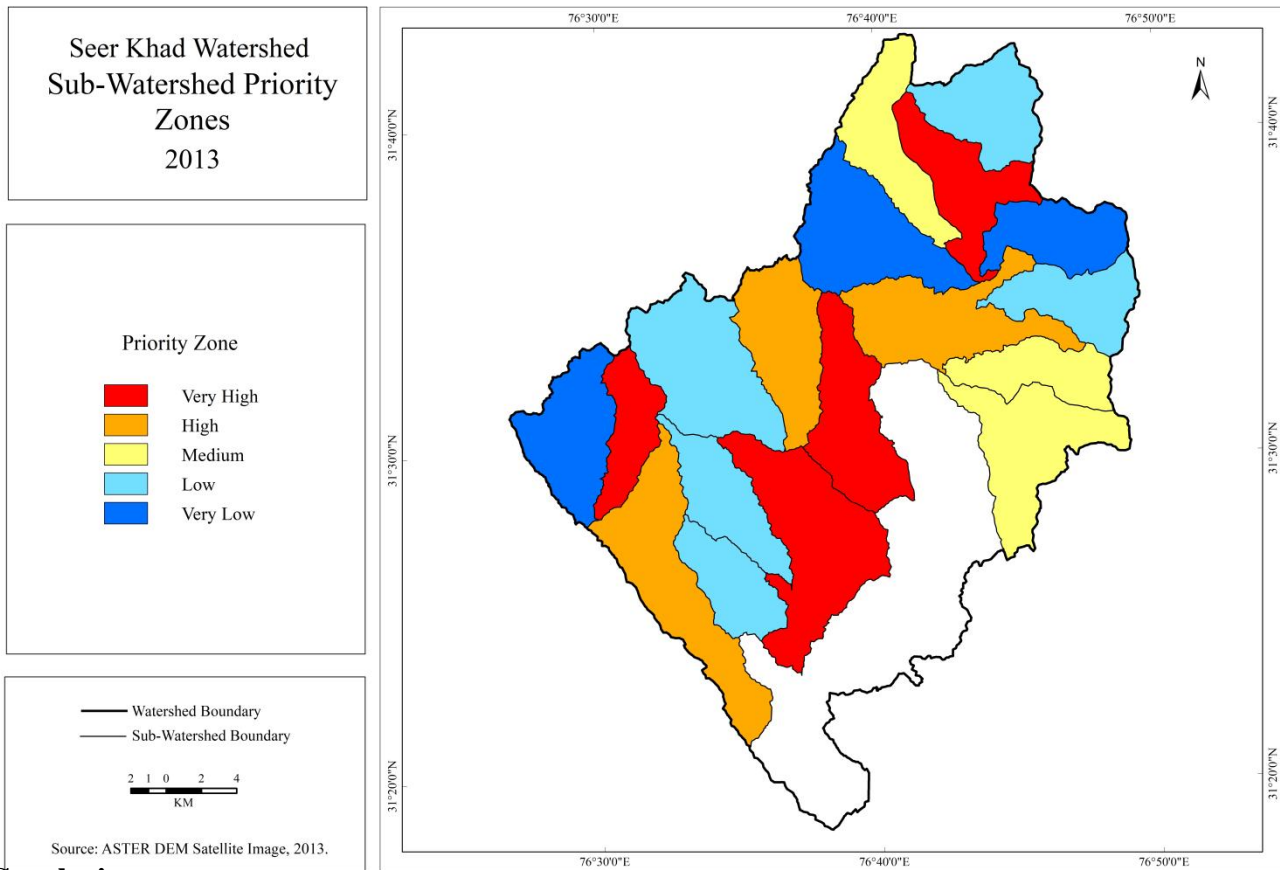 Seer Khad Watershed
Sub-Watershed Priority
Zones
2013
Priority Zone
Very High
High
Medium
Low
Very Low
Watershed Boundary
Sub-Watershed Boundary
2 1 0 2 4
KM
Source: ASTER DEM Satellite Image, 2013.
76°30'0"E 76°40'0"E 76°50'0"E
N
31°40'0"N 31°40'0"N
31°30'0"N 31°30'0"N
31°20'0"N 31°20'0"N
76°30'0"E 76°40'0"E 76°50'0"E